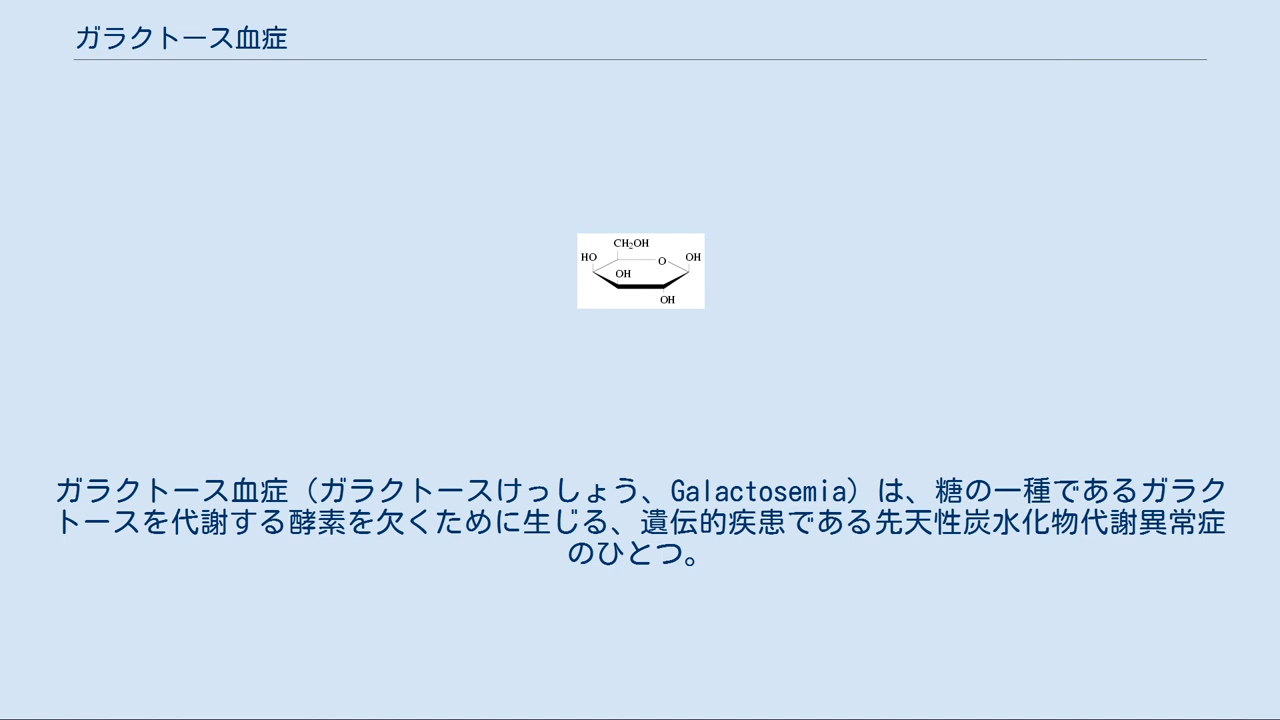 ガラクトース血症
CH2OH
HO O OH
OH
OH
ガラクトース血症（ガラクトースけっしょう、Galactosemia）は、糖の一種であるガラク
トースを代謝する酵素を欠くために生じる、遺伝的疾患である先天性炭水化物代謝異常症
のひとつ。